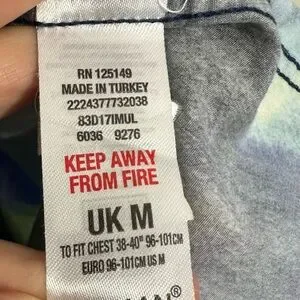 RN 125149
MADE IN TURKEY
2224377732038
83D17IMUL
6036 9276
KEEP AWAY
FROM FIRE
UK M
TO FIT CHEST 38-40" 96-101CM
EURO 96-101CM US M